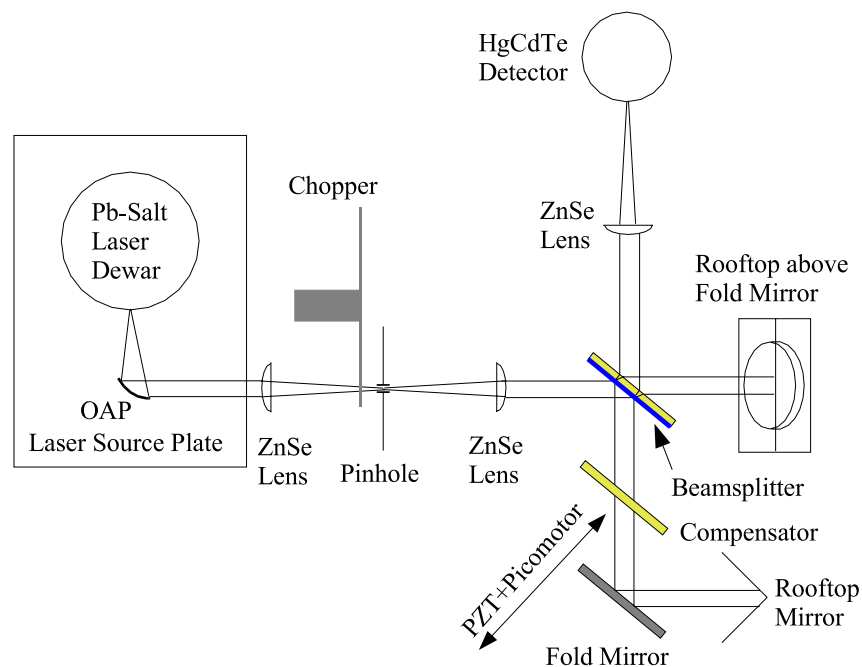 HgCdTe
Detector
Pb-Salt
Laser
Dewar
Chopper
ZnSe
Lens
Rooftop above
Fold Mirror
OAP
Laser Source Plate
ZnSe
Lens
Pinhole
ZnSe
Lens
Beamsplitter
Compensator
PZT+Picomotor
Rooftop
Mirror
Fold Mirror